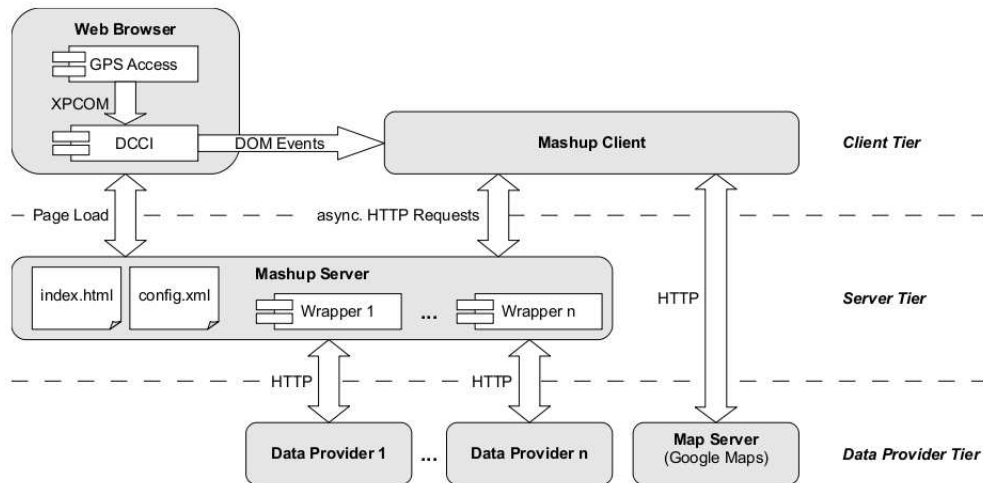 Web Browser
GPS Access
XPCOM
DCCI
DOM Events
Mashup Client
Client Tier
Page Load
async. HTTP Requests
Mashup Server
index.html
config.xml
Wrapper 1
...
Wrapper n
HTTP
Server Tier
HTTP
HTTP
Data Provider 1
...
Data Provider n
Map Server
(Google Maps)
Data Provider Tier